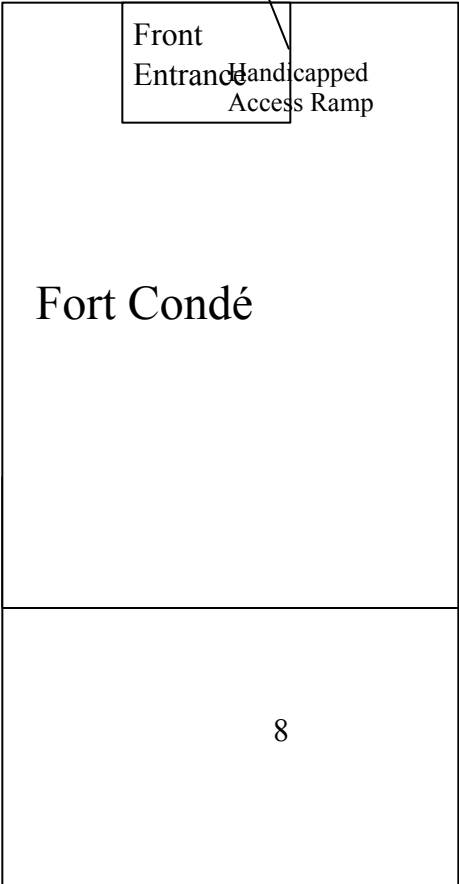 Front
Entrance
Handicapped
Access Ramp
Fort Condé
8